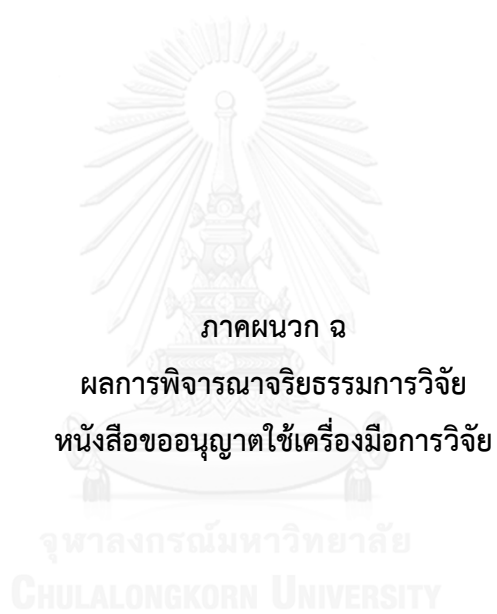 ภาคผนวก ฉ
ผลการพิจารณาจริยธรรมการวิจัย
หนังสือขออนุญาตใช้เครื่องมือการวิจัย
จุฬาลงกรณ์มหาวิทยาลัย
CHULALONGKORN UNIVERSITY